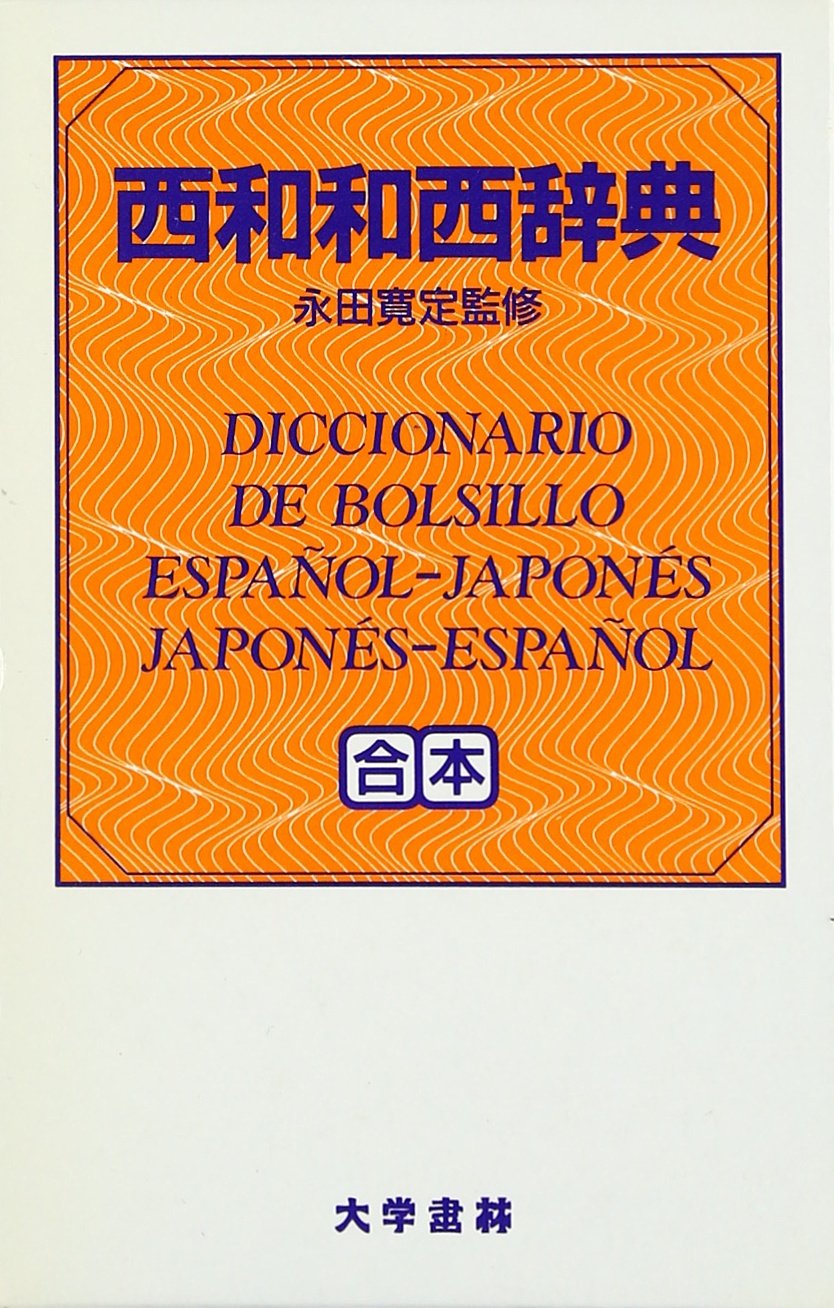 西和和西辞典
永田寛定監修
DICCIONARIO
DE BOLSILLO
ESPAÑOL-JAPONÉS
JAPONÉS-ESPAÑOL
合本
大学書林